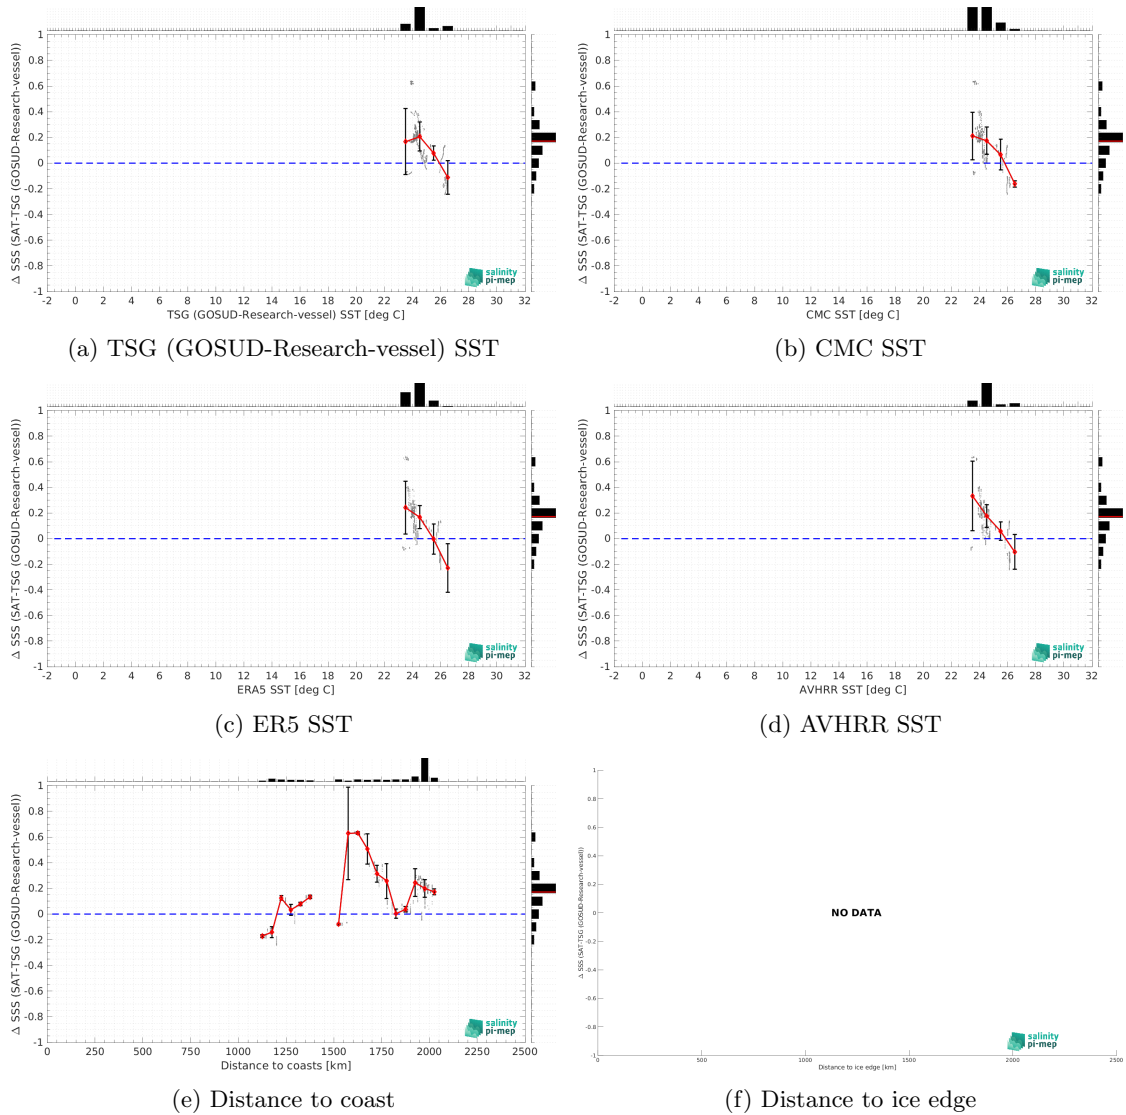 1
0.8
0.6
0.4
0.2
0
-0.2
-0.4
-0.6
-0.8
-1
Δ SSS (SAT-TSG (GOSUD-Research-vessel))
salinity
pi-mep
-2 0 2 4 6 8 10 12 14 16 18 20 22 24 26 28 30 32
TSG (GOSUD-Research-vessel) SST [deg C]
(a) TSG (GOSUD-Research-vessel) SST
1
0.8
0.6
0.4
0.2
0
-0.2
-0.4
-0.6
-0.8
-1
Δ SSS (SAT-TSG (GOSUD-Research-vessel))
salinity
pi-mep
-2 0 2 4 6 8 10 12 14 16 18 20 22 24 26 28 30 32
CMC SST [deg C]
(b) CMC SST
1
0.8
0.6
0.4
0.2
0
-0.2
-0.4
-0.6
-0.8
-1
Δ SSS (SAT-TSG (GOSUD-Research-vessel))
salinity
pi-mep
-2 0 2 4 6 8 10 12 14 16 18 20 22 24 26 28 30 32
ERA5 SST [deg C]
(c) ER5 SST
1
0.8
0.6
0.4
0.2
0
-0.2
-0.4
-0.6
-0.8
-1
Δ SSS (SAT-TSG (GOSUD-Research-vessel))
salinity
pi-mep
-2 0 2 4 6 8 10 12 14 16 18 20 22 24 26 28 30 32
AVHRR SST [deg C]
(d) AVHRR SST
1
0.8
0.6
0.4
0.2
0
-0.2
-0.4
-0.6
-0.8
-1
Δ SSS (SAT-TSG (GOSUD-Research-vessel))
salinity
pi-mep
0 250 500 750 1000 1250 1500 1750 2000 2250 2500
Distance to coasts [km]
(e) Distance to coast
1
0.8
0.6
0.4
0.2
0
-0.2
-0.4
-0.6
-0.8
-1
Δ SSS (SAT-TSG (GOSUD-Research-vessel))
NO DATA
salinity
pi-mep
0 500 1000 1500 2000 2500
Distance to ice edge [km]
(f) Distance to ice edge